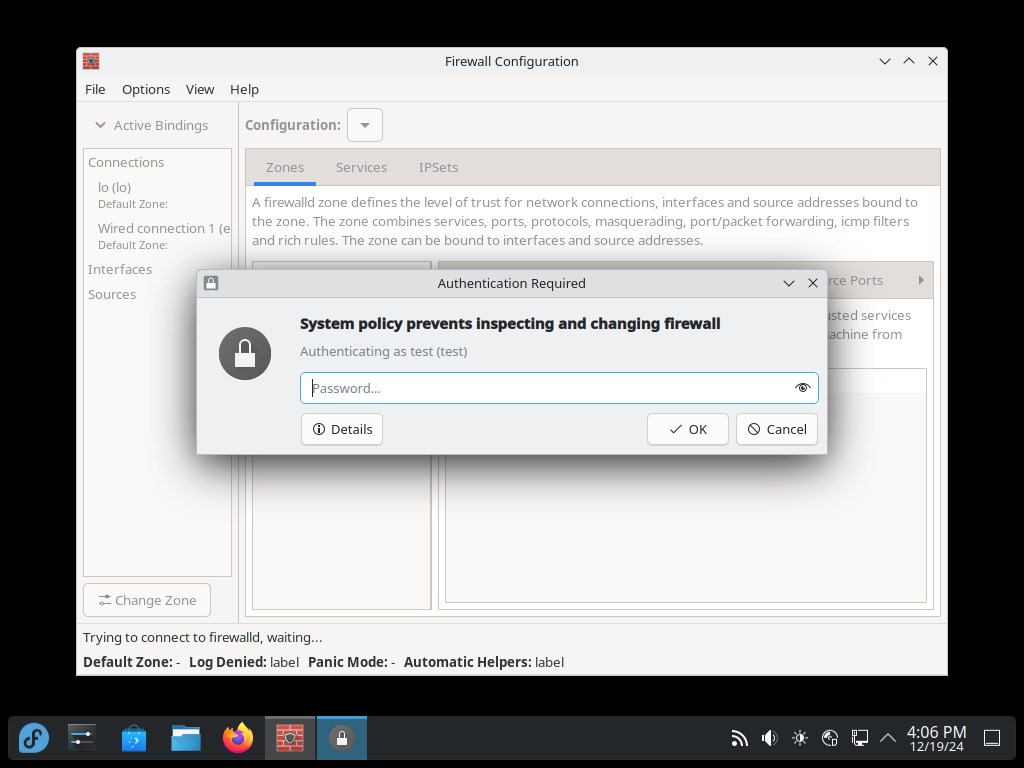 Firewall Configuration
File Options View Help
Active Bindings
Configuration:
Connections
lo (lo)
Default Zone:
Wired connection 1 (e
Default Zone:
Interfaces
Sources
Change Zone
Zones Services IPSets
A firewalld zone defines the level of trust for network connections, interfaces and source addresses bound to
the zone. The zone combines services, ports, protocols, masquerading, port/packet forwarding, icmp filters
and rich rules. The zone can be bound to interfaces and source addresses.
rce Ports
usted services
achine from
Authentication Required
System policy prevents inspecting and changing firewall
Authenticating as test (test)
Password...
Details OK Cancel
Trying to connect to firewalld, waiting...
Default Zone: - Log Denied: label Panic Mode: - Automatic Helpers: label
4:06 PM
12/19/24